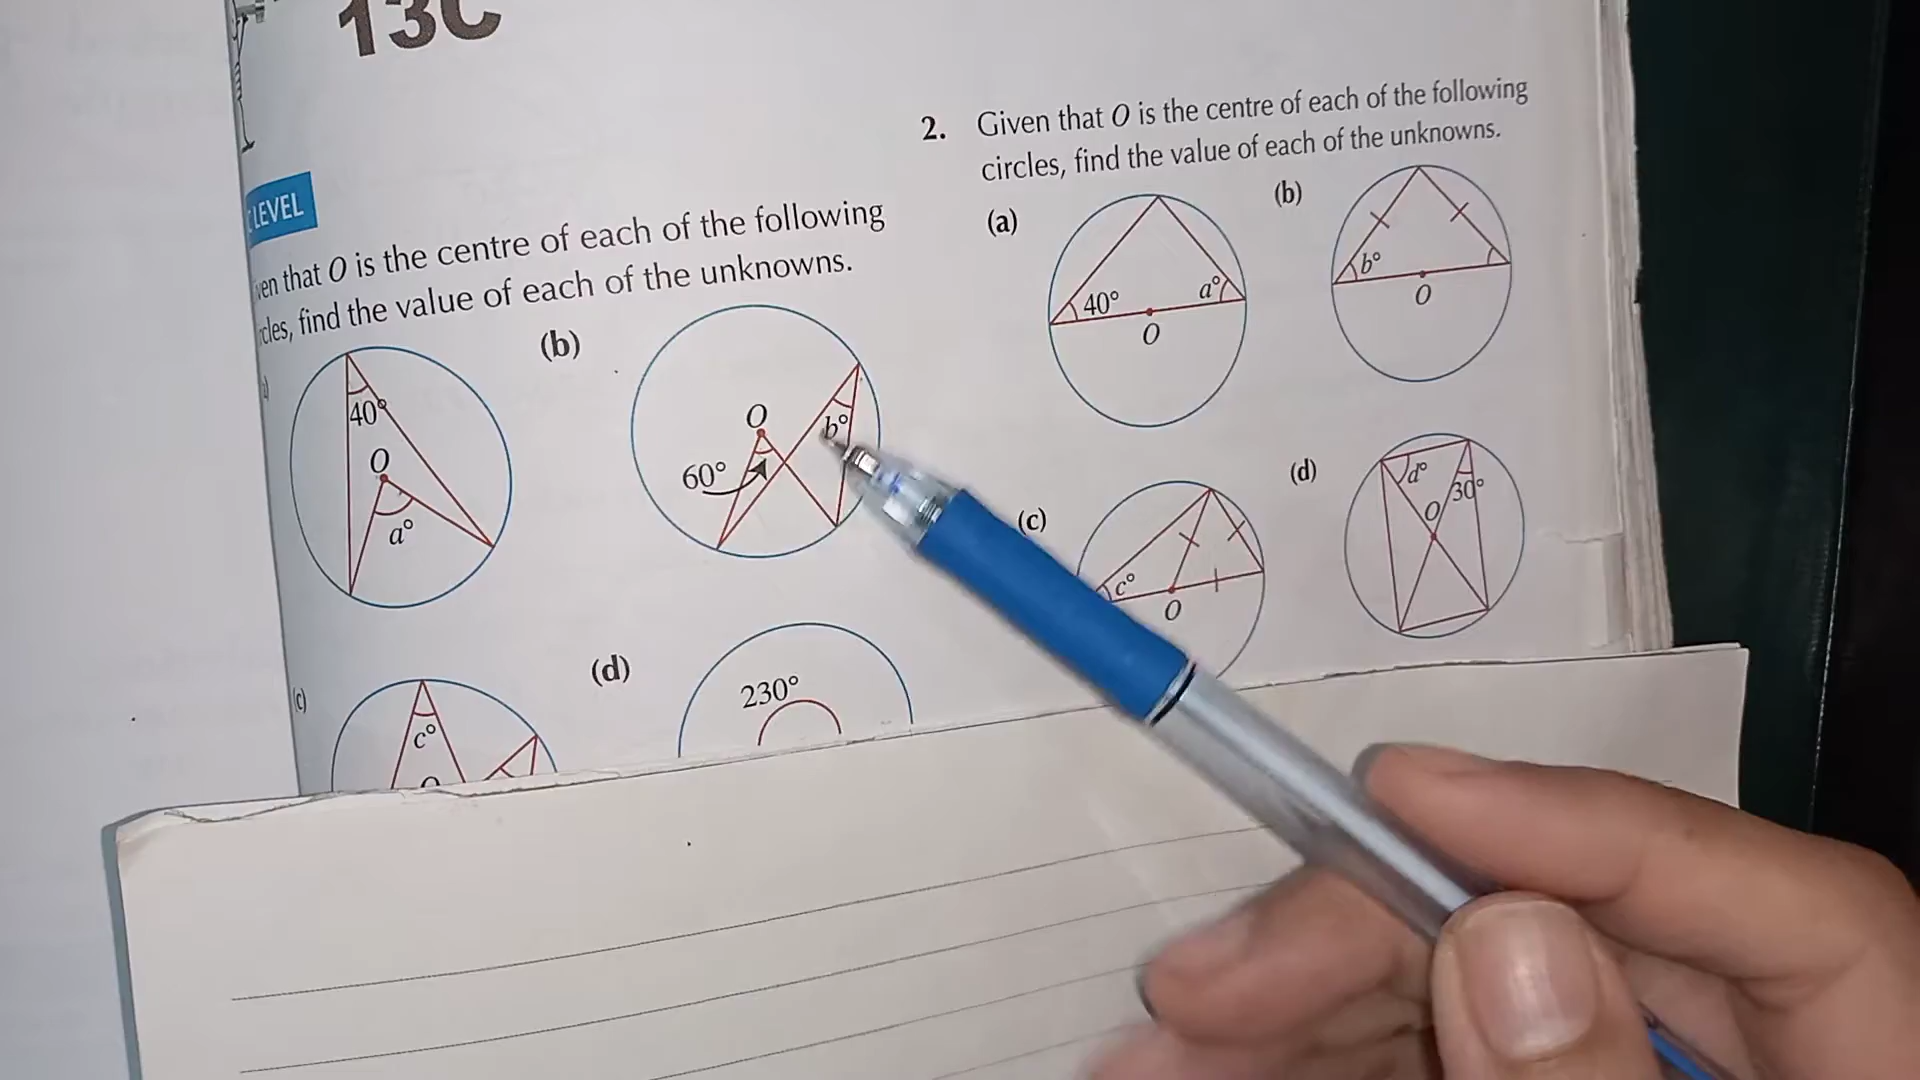 13C
LEVEL
en that O is the centre of each of the following
cles, find the value of each of the unknowns.
(b)
40°
O
a°
O
60°
b°
(c)
c°
(d)
230°
2. Given that O is the centre of each of the following
circles, find the value of each of the unknowns.
(a)
40°
a°
O
(b)
b°
O
(c)
c°
O
(d)
d°
30°
O